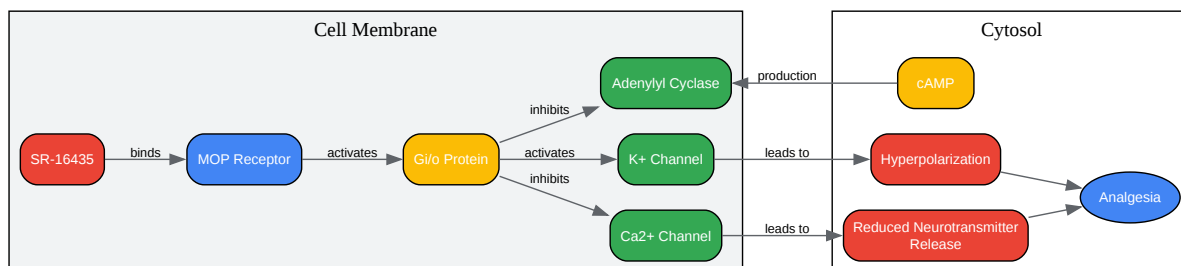 Cell Membrane
Cytosol
Adenylyl Cyclase
production
cAMP
inhibits
SR-16435
binds
MOP Receptor
activates
Gi/o Protein
activates
K+ Channel
leads to
Hyperpolarization
inhibits
Analgesia
Ca2+ Channel
leads to
Reduced Neurotransmitter
Release